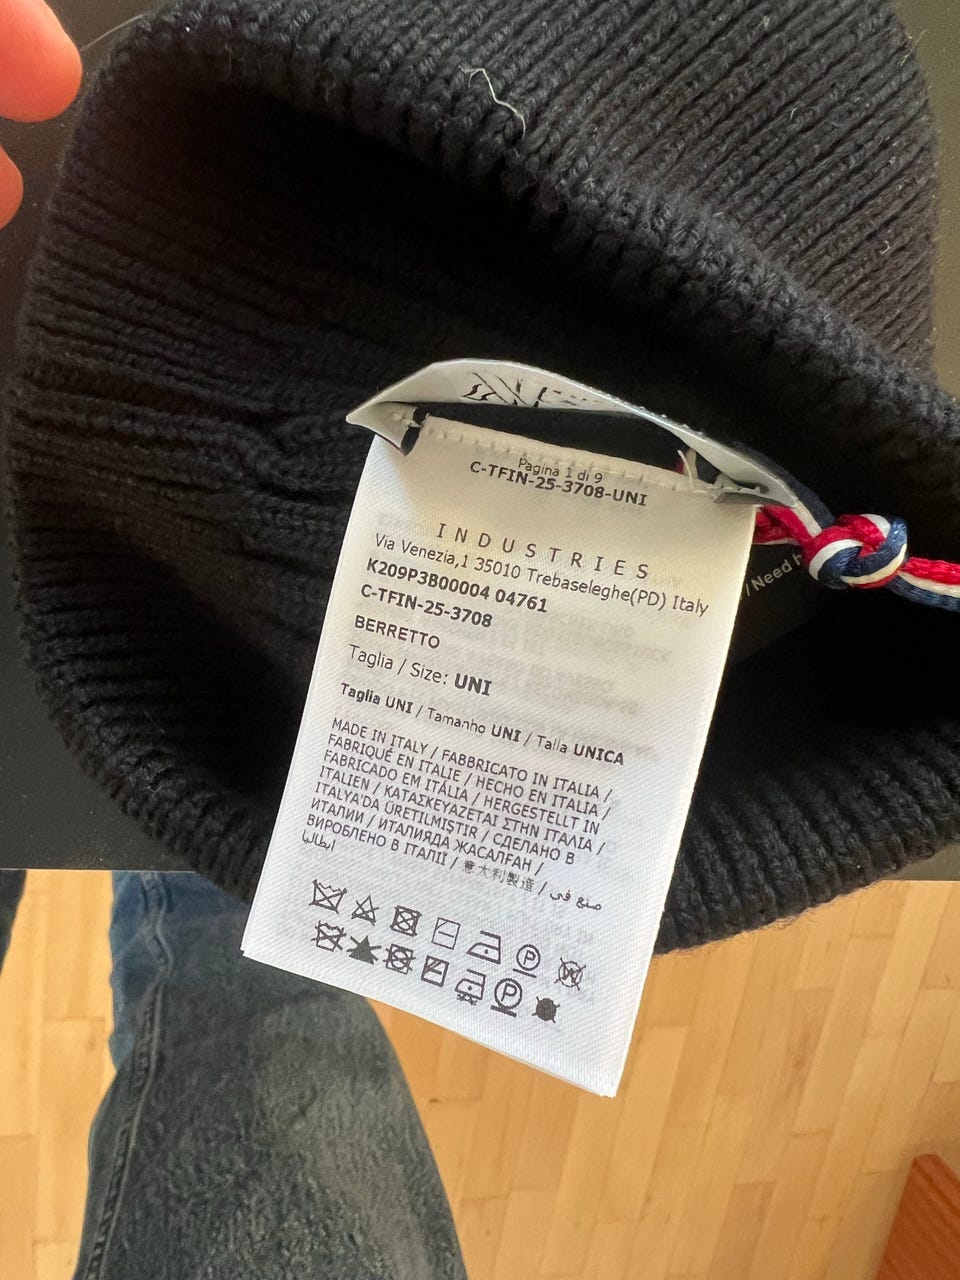 Pagina 1 di 9
C-TFIN-25-3708-UNI
INDUSTRIES
Via Venezia,1 35010 Trebaseleghe(PD) Italy
K209P3B00004 04761
C-TFIN-25-3708
BERRETTO
Taglia / Size: UNI
Taglia UNI / Tamanho UNI / Talla UNICA
MADE IN ITALY / FABBRICATO IN ITALIA /
FABRIQUÉ EN ITALIE / HECHO EN ITALIA /
FABRICADO EM ITÁLIA / HERGESTELLT IN
ITALIEN / ΚΑΤΑΣΚΕΥΑΖΕΤΑΙ ΣΤΗΝ ΙΤΑΛΙΑ /
ITALYA'DA ÜRETILMIŞTIR / СДЕЛАНО В
ИТАЛИИ / ИТАЛИЯДА ЖАСАЛҒАН /
ВИРОБЛЕНО В ІТАЛІЇ / 意大利製造 / صنع في
ايطاليا
P
W
P
/ Need